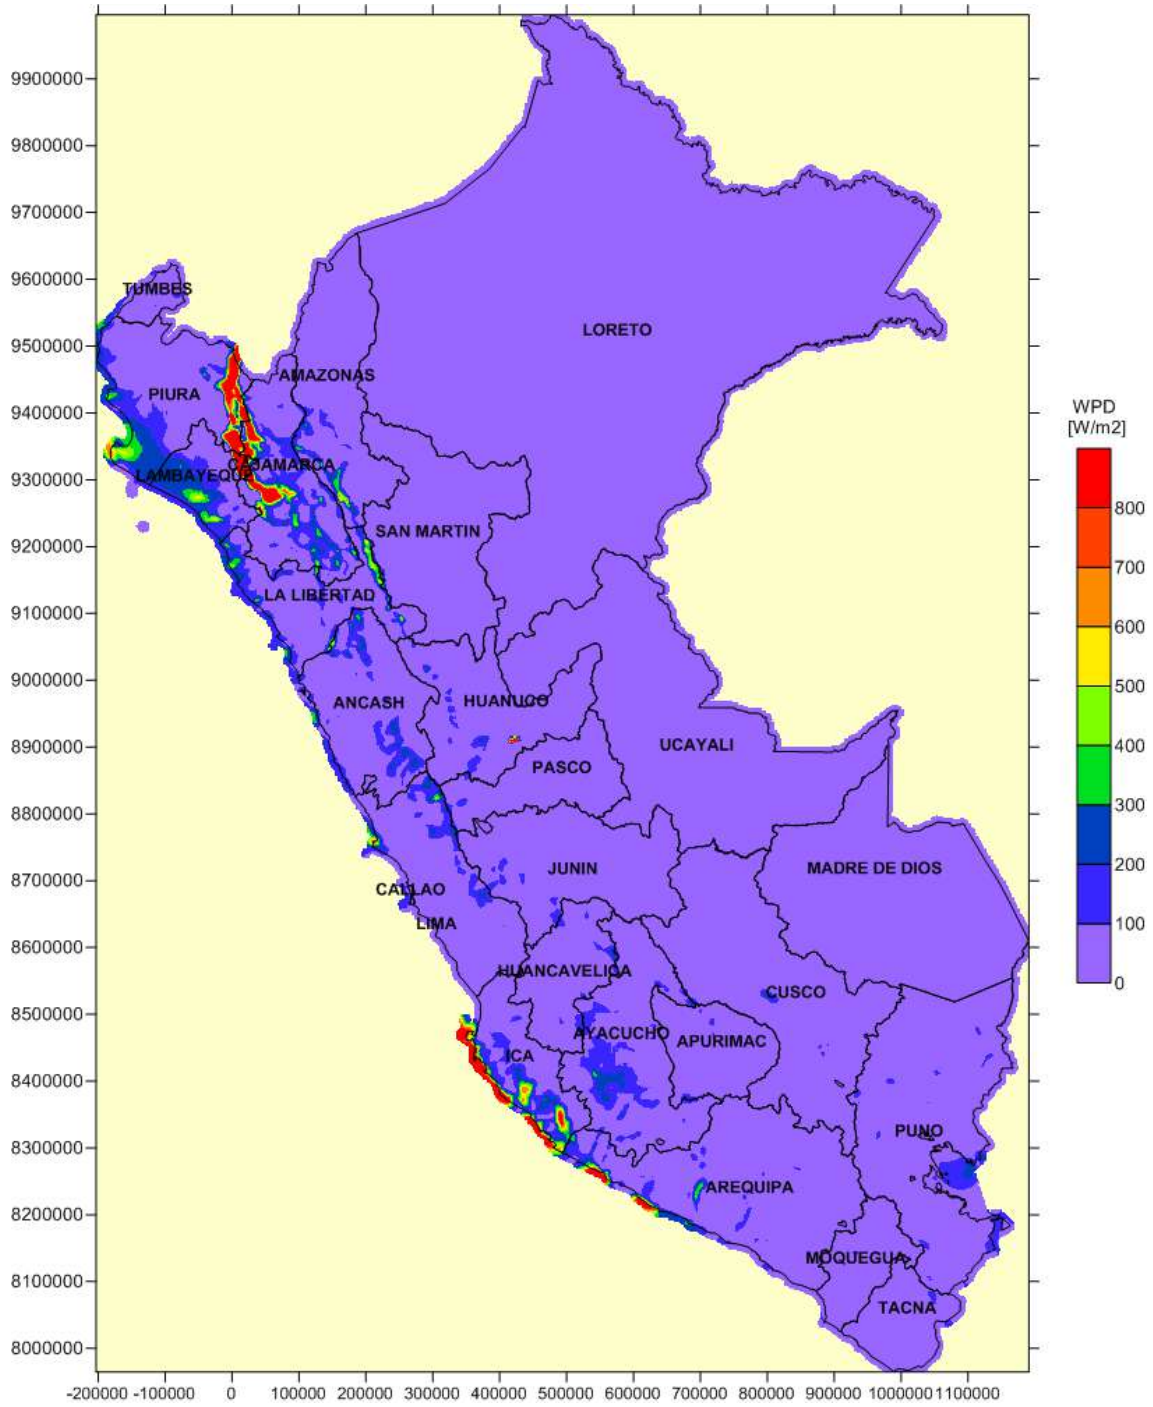 9900000
9800000
9700000
9600000
9500000
9400000
9300000
9200000
9100000
9000000
8900000
8800000
8700000
8600000
8500000
8400000
8300000
8200000
8100000
8000000
TUMBES
LORETO
AMAZONAS
PIURA
CAJAMARCA
LAMBAYEQUE
SAN MARTIN
LA LIBERTAD
ANCASH
HUANUCO
UCAYALI
PASCO
JUNIN
MADRE DE DIOS
CALLAO
LIMA
HUANCAVELICA
CUSCO
AYACUCHO
APURIMAC
ICA
PUNO
AREQUIPA
MOQUEGUA
TACNA
WPD
[W/m2]
800
700
600
500
400
300
200
100
0
-200000 -100000 0 100000 200000 300000 400000 500000 600000 700000 800000 900000 1000000 1100000